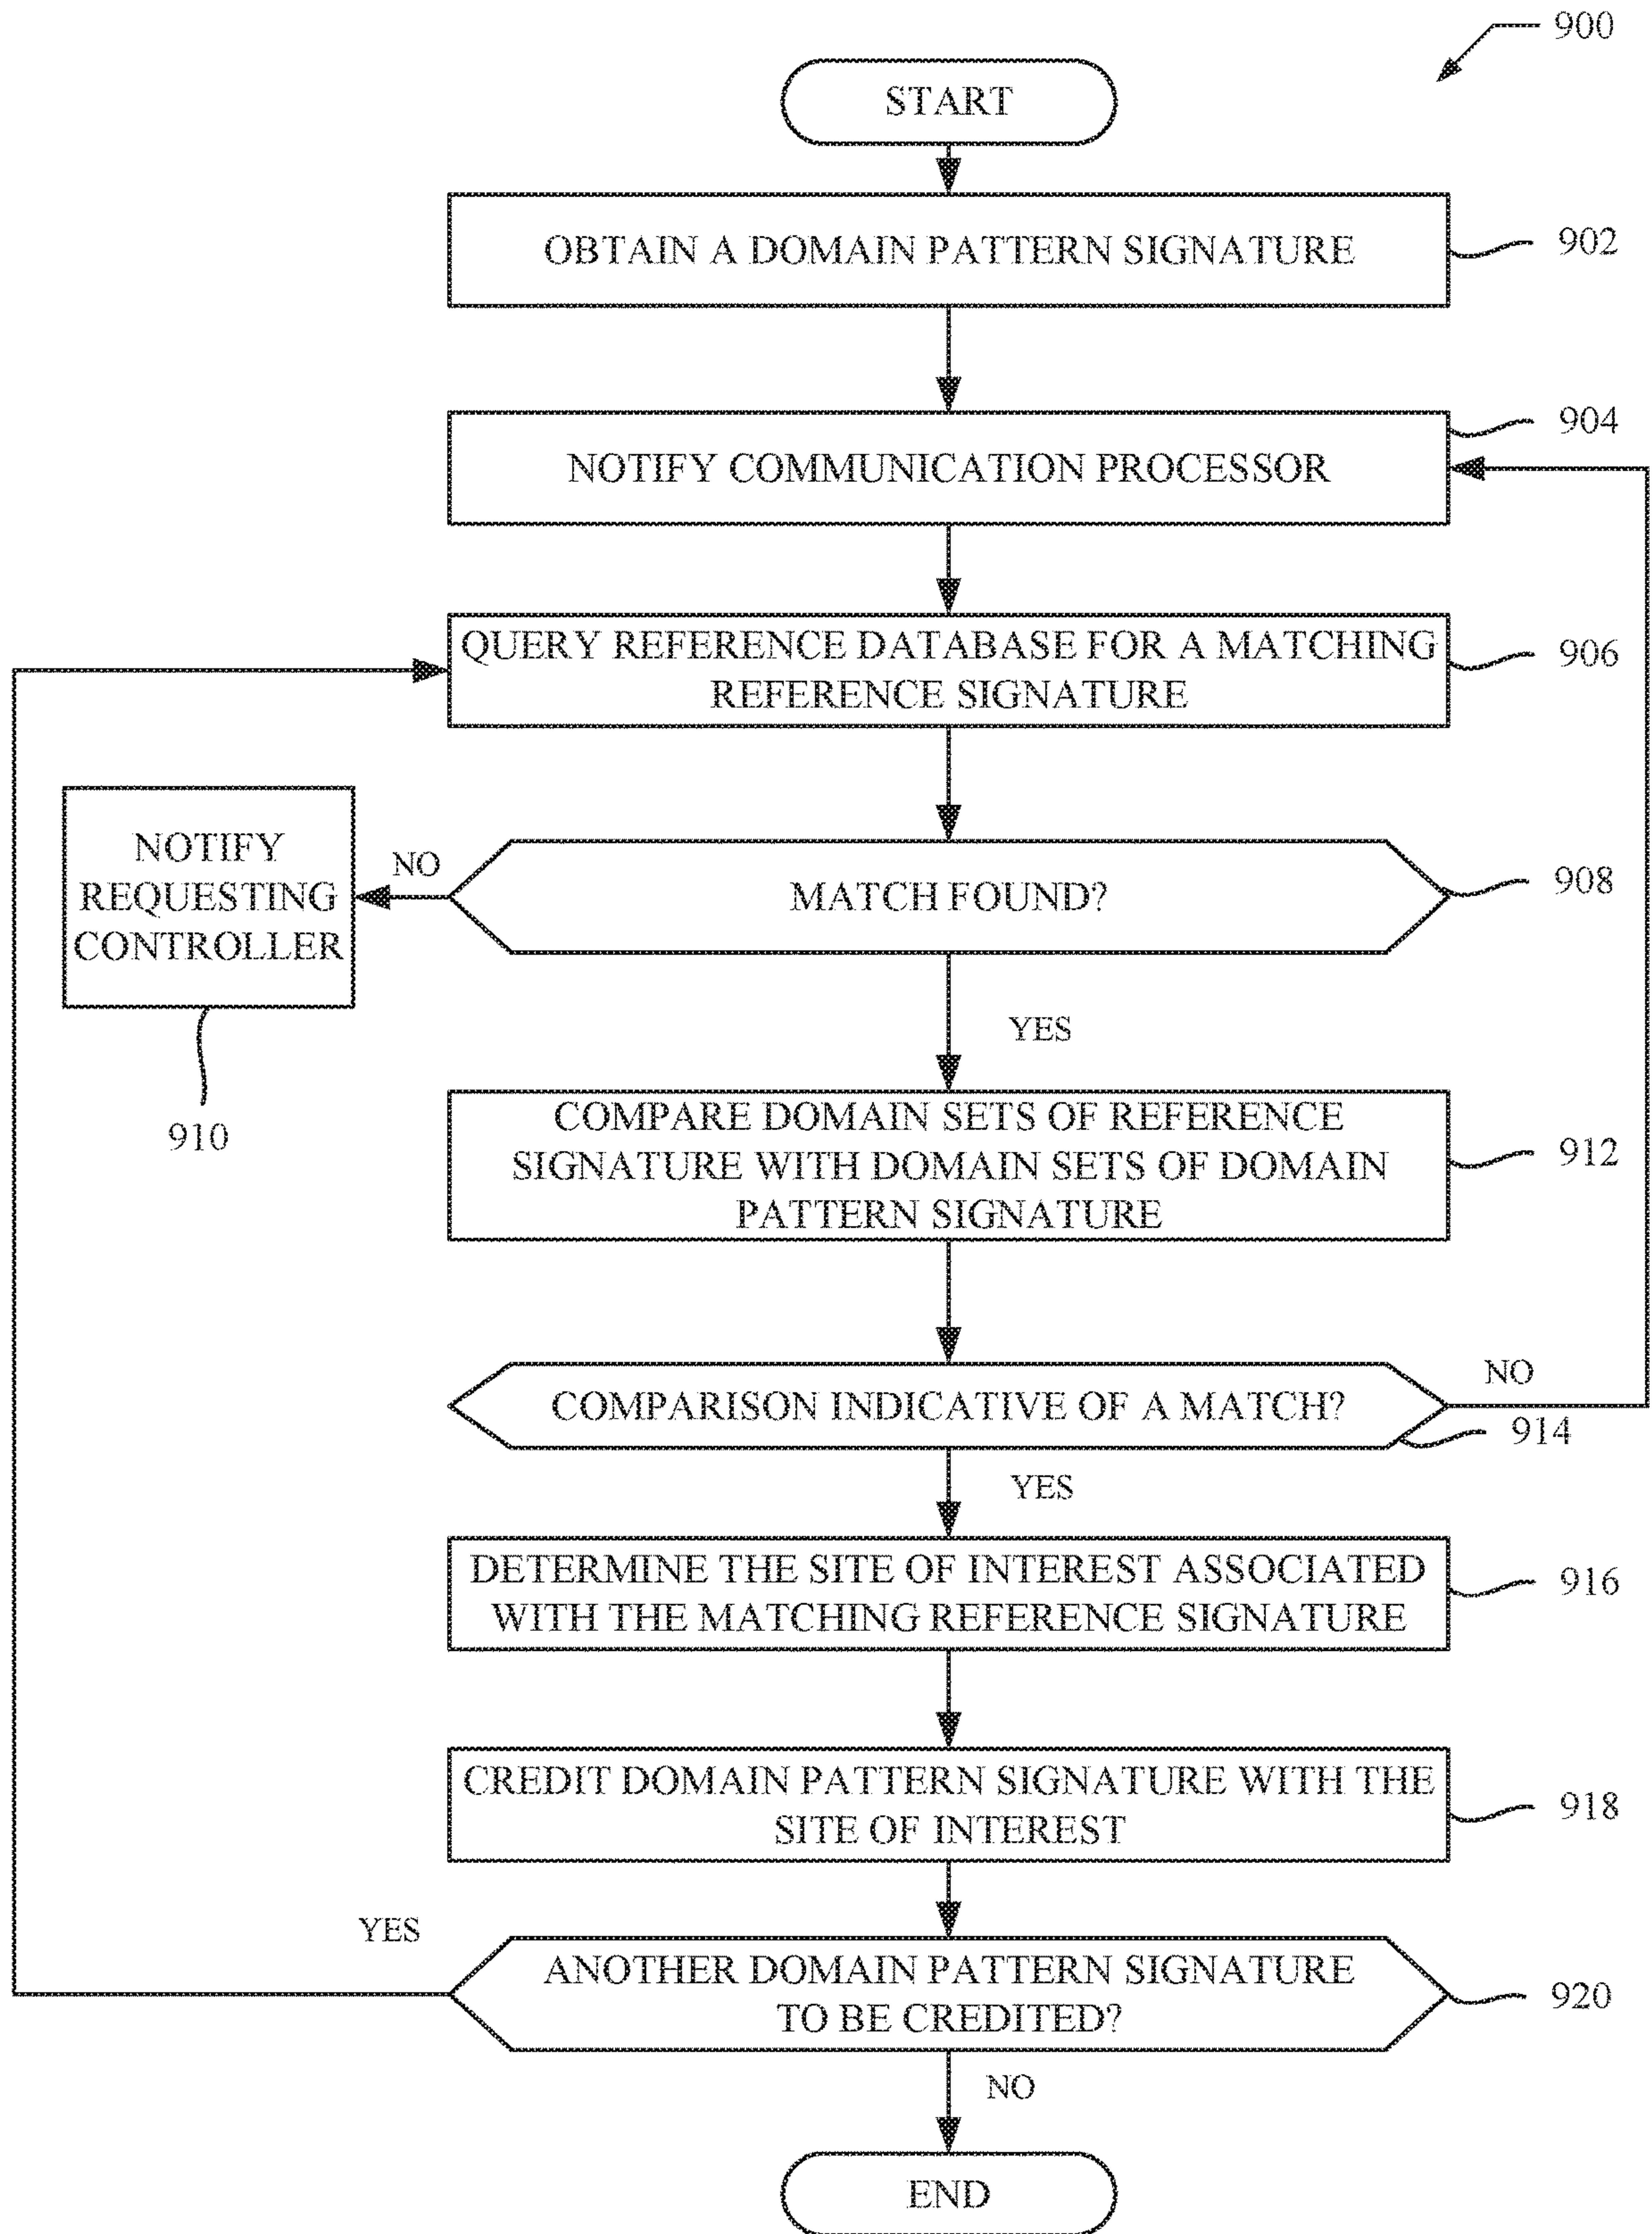 900
START
OBTAIN A DOMAIN PATTERN SIGNATURE
902
904
NOTIFY COMMUNICATION PROCESSOR
QUERY REFERENCE DATABASE FOR A MATCHING
REFERENCE SIGNATURE
906
NOTIFY
REQUESTING
CONTROLLER
NO
MATCH FOUND?
908
YES
910
COMPARE DOMAIN SETS OF REFERENCE
SIGNATURE WITH DOMAIN SETS OF DOMAIN
PATTERN SIGNATURE
912
COMPARISON INDICATIVE OF A MATCH?
NO
914
YES
DETERMINE THE SITE OF INTEREST ASSOCIATED
WITH THE MATCHING REFERENCE SIGNATURE
916
CREDIT DOMAIN PATTERN SIGNATURE WITH THE
SITE OF INTEREST
918
YES
ANOTHER DOMAIN PATTERN SIGNATURE
TO BE CREDITED?
920
NO
END